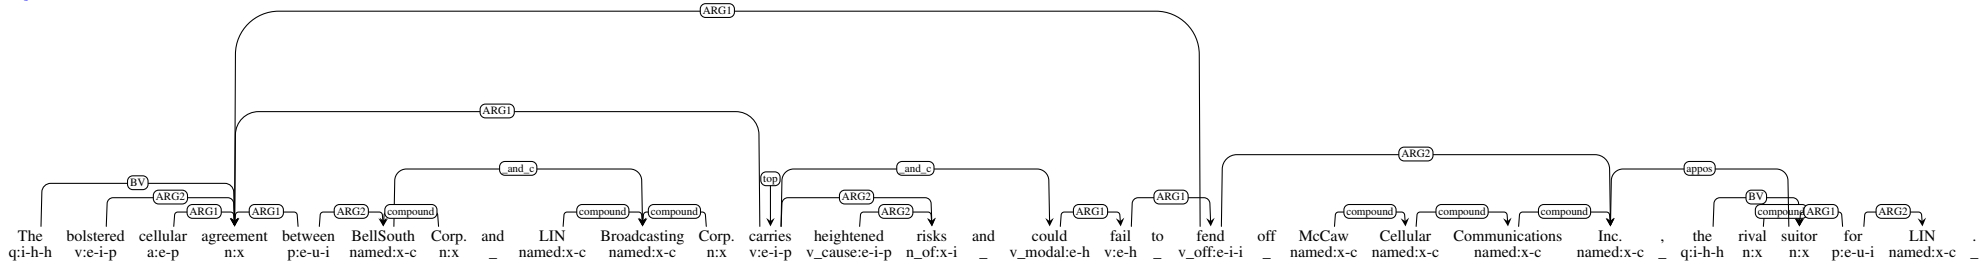 ARG1
ARG1
_and_c _and_c ARG2
top appos
BV
ARG2 ARG2 ARG1 BV
ARG1 ARG1 ARG2 compound compound compound ARG2 ARG1 compound compound compound compound ARG1 ARG2
The bolstered cellular agreement between BellSouth Corp. and LIN Broadcasting Corp. carries heightened risks and could fail to fend off McCaw Cellular Communications Inc. , the rival suitor for LIN .
q:i-h-h v:e-i-p a:e-p n:x p:e-u-i named:x-c n:x _ named:x-c named:x-c n:x v:e-i-p v_cause:e-i-p n_of:x-i _ v_modal:e-h v:e-h _ v_off:e-i-i _ named:x-c named:x-c named:x-c named:x-c _ q:i-h-h n:x n:x p:e-u-i named:x-c _